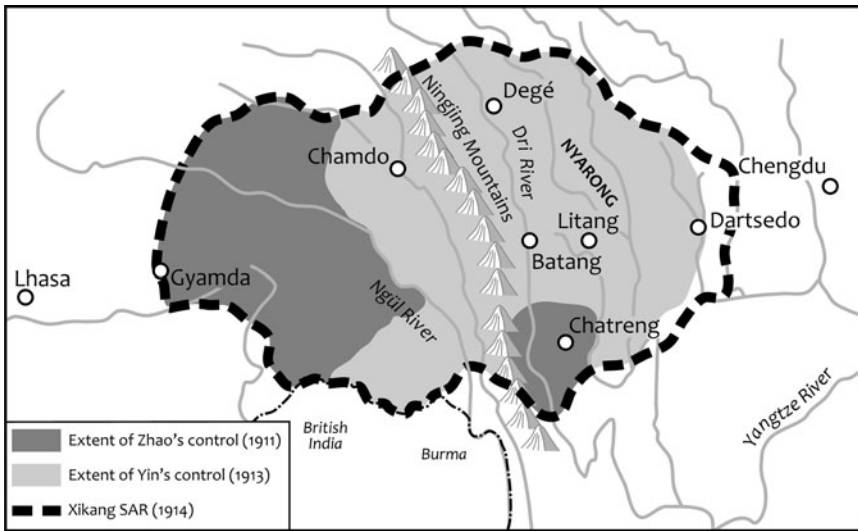 Degé
Ningjing Mountains
Dri River
NYARONG
Chamdo
Chengdu
Litang
Dartsedo
Batang
Lhasa
Gyamda
Ngül River
Chatreng
Yangtze River
British
India
Burma
Extent of Zhao's control (1911)
Extent of Yin's control (1913)
Xikang SAR (1914)